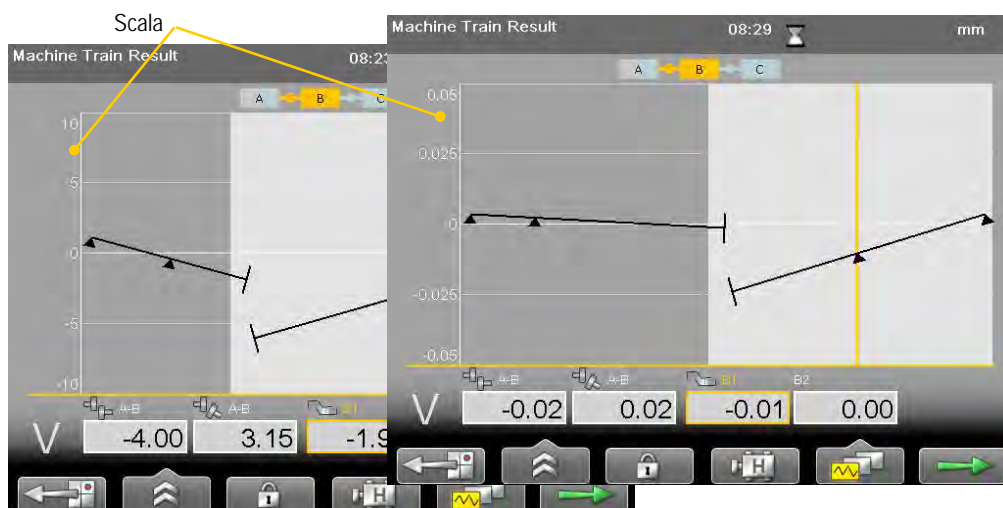 Scala
Machine Train Result 08:23
A B C
10
5
0
-5
-10
A-B A-B B1
V -4.00 3.15 -1.9
H
Machine Train Result 08:29 mm
A B C
0.05
0.025
0
-0.025
-0.05
A-B A-B B1 B2
V -0.02 0.02 -0.01 0.00
H